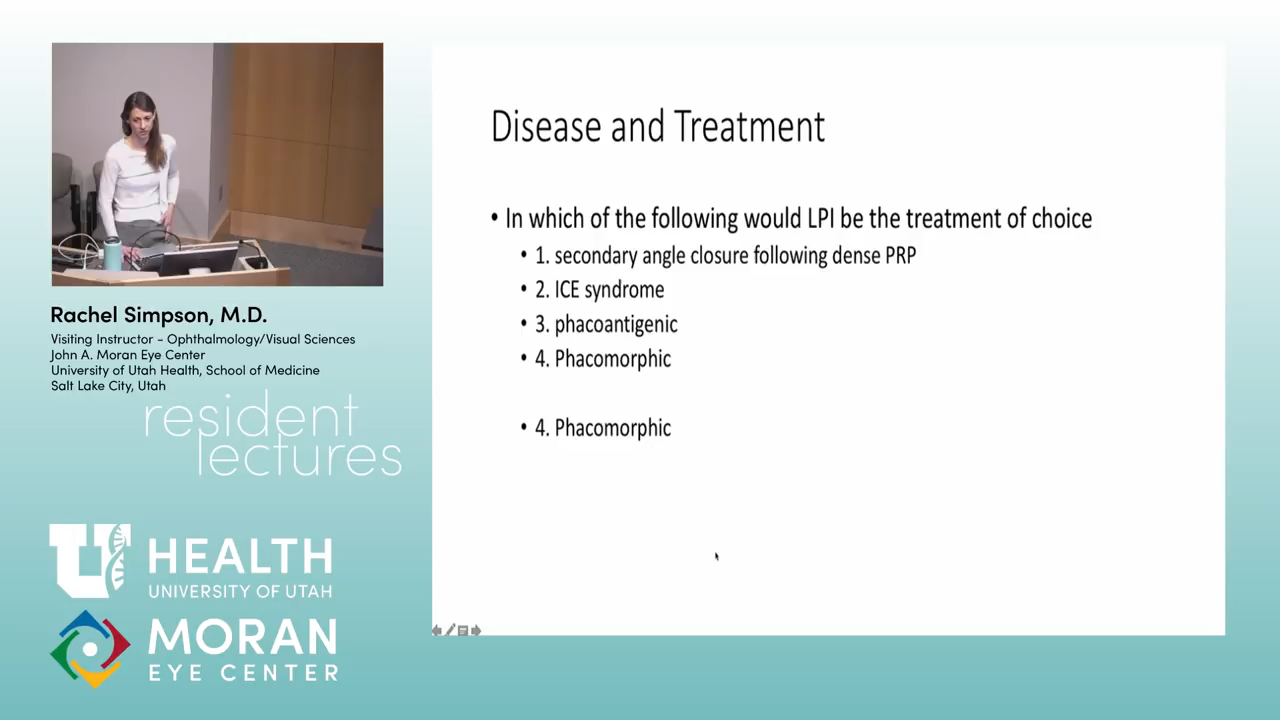 Disease and Treatment
• In which of the following would LPI be the treatment of choice
• 1. secondary angle closure following dense PRP
• 2. ICE syndrome
• 3. phacoantigenic
• 4. Phacomorphic
• 4. Phacomorphic
Rachel Simpson, M.D.
Visiting Instructor - Ophthalmology/Visual Sciences
John A. Moran Eye Center
University of Utah Health, School of Medicine
Salt Lake City, Utah
resident
lectures
U HEALTH
UNIVERSITY OF UTAH
MORAN
EYE CENTER